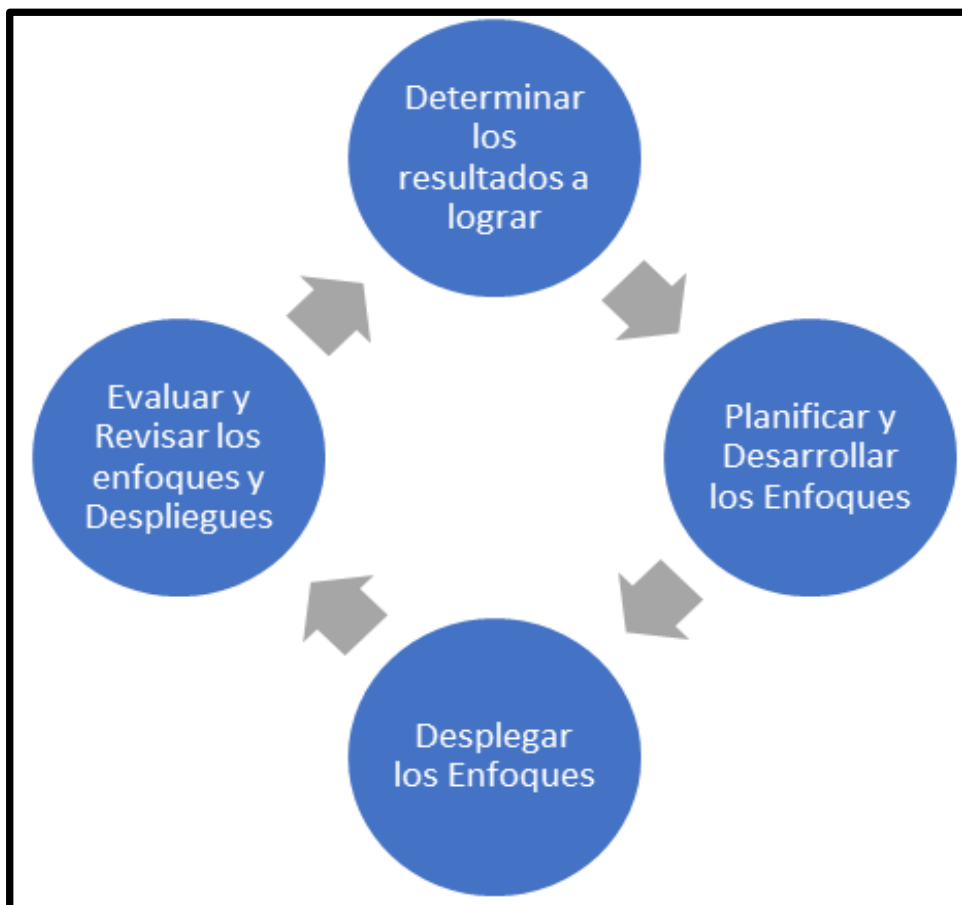 Determinar
los
resultados a
lograr
Planificar y
Desarrollar
los Enfoques
Desplegar
los Enfoques
Evaluar y
Revisar los
enfoques y
Despliegues